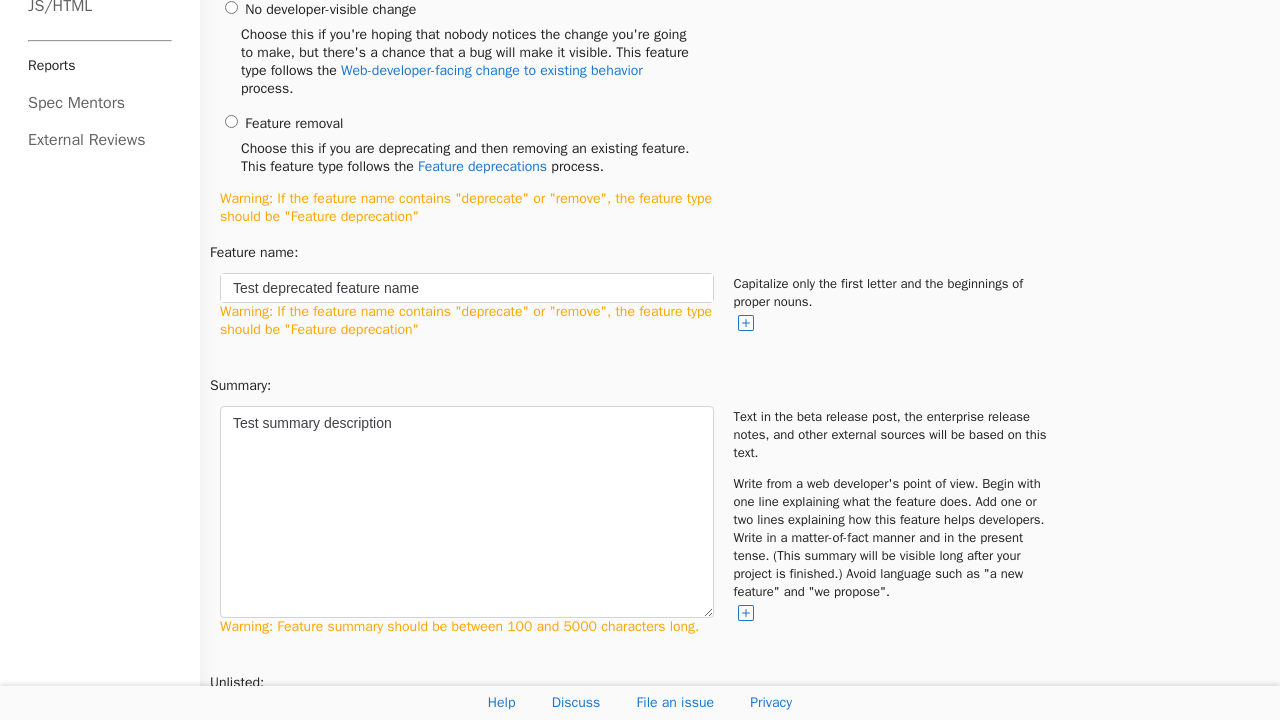 JS/HTML
Reports
Spec Mentors
External Reviews
No developer-visible change
Choose this if you're hoping that nobody notices the change you're going
to make, but there's a chance that a bug will make it visible. This feature
type follows the Web-developer-facing change to existing behavior
process.
Feature removal
Choose this if you are deprecating and then removing an existing feature.
This feature type follows the Feature deprecations process.
Warning: If the feature name contains "deprecate" or "remove", the feature type
should be "Feature deprecation"
Feature name:
Test deprecated feature name
Warning: If the feature name contains "deprecate" or "remove", the feature type
should be "Feature deprecation"
Capitalize only the first letter and the beginnings of
proper nouns.
Summary:
Test summary description
Warning: Feature summary should be between 100 and 5000 characters long.
Text in the beta release post, the enterprise release
notes, and other external sources will be based on this
text.
Write from a web developer's point of view. Begin with
one line explaining what the feature does. Add one or
two lines explaining how this feature helps developers.
Write in a matter-of-fact manner and in the present
tense. (This summary will be visible long after your
project is finished.) Avoid language such as "a new
feature" and "we propose".
Unlisted:
Help
Discuss
File an issue
Privacy